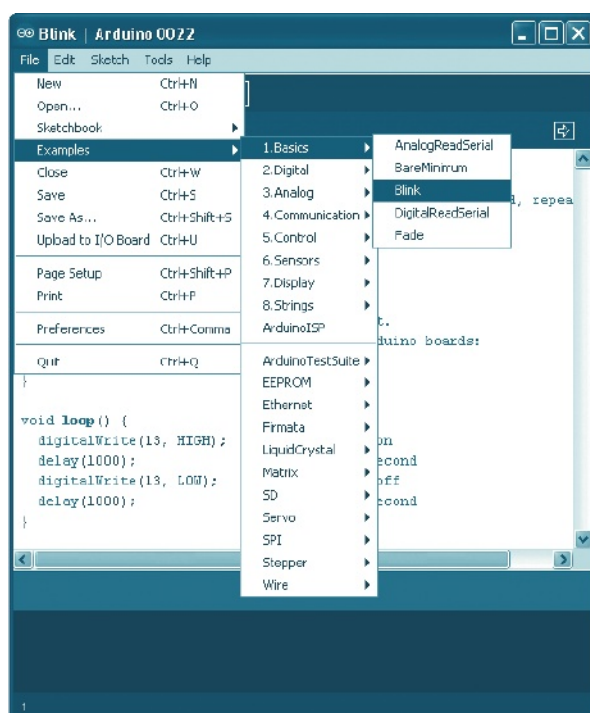 Blink | Arduino 0022
File Edit Sketch Tools Help
New Ctrl+N
Open... Ctrl+O
Sketchbook
Examples
Close Ctrl+W
Save Ctrl+S
Save As... Ctrl+Shift+S
Upload to I/O Board Ctrl+U
Page Setup Ctrl+Shift+P
Print Ctrl+P
Preferences Ctrl+Comma
Quit Ctrl+Q
1.Basics
2.Digital
3.Analog
4.Communication
5.Control
6.Sensors
7.Display
8.Strings
ArduinoISP
ArduinoTestSuite
EEPROM
Ethernet
Firmata
LiquidCrystal
Matrix
SD
Servo
SPI
Stepper
Wire
AnalogReadSerial
BareMinimum
Blink
DigitalReadSerial
Fade
, repea
t.
duino boards:
}
void loop() {
digitalWrite(13, HIGH); on
delay(1000); econd
digitalWrite(13, LOW); off
delay(1000); econd
}
1